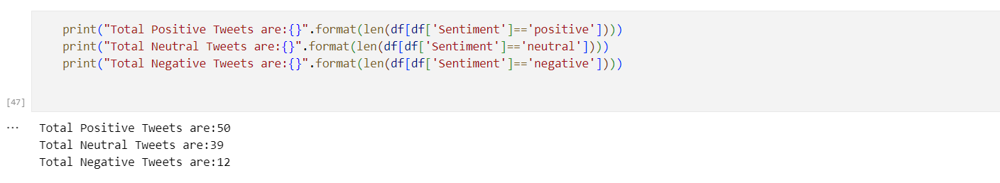 print("Total Positive Tweets are:{}".format(len(df[df['Sentiment']=='positive'])))
print("Total Neutral Tweets are:{}".format(len(df[df['Sentiment']=='neutral'])))
print("Total Negative Tweets are:{}".format(len(df[df['Sentiment']=='negative'])))
[47]
... Total Positive Tweets are:50
Total Neutral Tweets are:39
Total Negative Tweets are:12